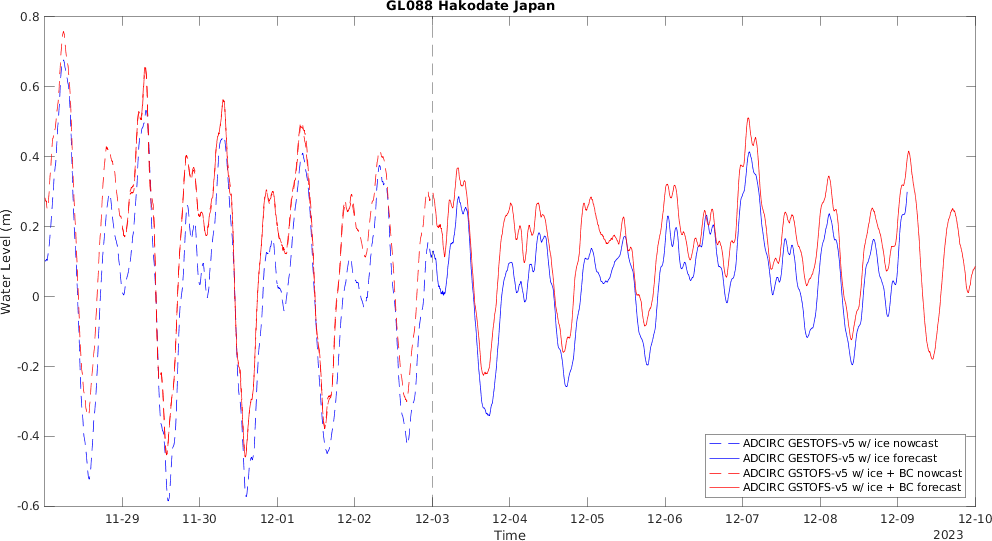 GL088 Hakodate Japan
0.8
0.6
0.4
0.2
0
-0.2
-0.4
-0.6
Water Level (m)
11-29 11-30 12-01 12-02 12-03 12-04 12-05 12-06 12-07 12-08 12-09 12-10
Time
2023
ADCIRC GESTOFS-v5 w/ ice nowcast
ADCIRC GESTOFS-v5 w/ ice forecast
ADCIRC GSTOFS-v5 w/ ice + BC nowcast
ADCIRC GSTOFS-v5 w/ ice + BC forecast